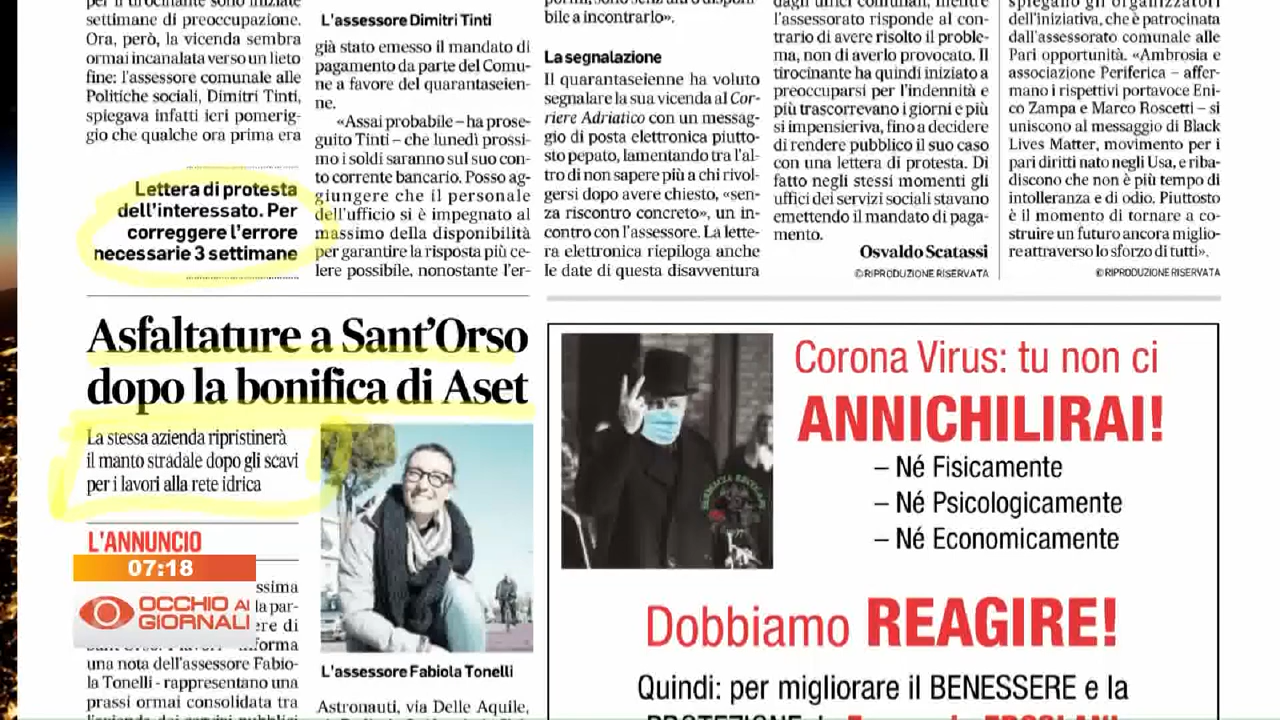 per il tirocinante sono iniziate
settimane di preoccupazione.
Ora, però, la vicenda sembra
ormai incanalata verso un lieto
fine: l'assessore comunale alle
Politiche sociali, Dimitri Tinti,
spiegava infatti ieri pomerig-
gio che qualche ora prima era
Lettera di protesta
dell'interessato. Per
correggere l'errore
necessarie 3 settimane
L'assessore Dimitri Tinti
già stato emesso il mandato di
pagamento da parte del Comu-
ne a favore del quarantaseien-
ne.
«Assai probabile – ha prose-
guito Tinti – che lunedì prossi-
mo i soldi saranno sul suo con-
to corrente bancario. Posso ag-
giungere che il personale
dell'ufficio si è impegnato al
massimo della disponibilità
per garantire la risposta più ce-
lere possibile, nonostante l'er-
bile a incontrarlo».
La segnalazione
Il quarantaseienne ha voluto
segnalare la sua vicenda al Cor-
riere Adriatico con un messag-
gio di posta elettronica piutto-
sto pepato, lamentando tra l'al-
tro di non sapere più a chi rivol-
gersi dopo avere chiesto, «sen-
za riscontro concreto», un in-
contro con l'assessore. La lette-
ra elettronica riepiloga anche
le date di questa disavventura
dagli uffici comunali, mentre
l'assessorato risponde al con-
trario di avere risolto il proble-
ma, non di averlo provocato. Il
tirocinante ha quindi iniziato a
preoccuparsi per l'indennità e
più trascorrevano i giorni e più
si impensieriva, fino a decidere
di rendere pubblico il suo caso
con una lettera di protesta. Di
fatto negli stessi momenti gli
uffici dei servizi sociali stavano
emettendo il mandato di paga-
mento.
Osvaldo Scatassi
©RIPRODUZIONE RISERVATA
spiegano gli organizzatori
dell'iniziativa, che è patrocinata
dall'assessorato comunale alle
Pari opportunità. «Ambrosia e
associazione Periferica – affer-
mano i rispettivi portavoce Eni-
co Zampa e Marco Roscetti – si
uniscono al messaggio di Black
Lives Matter, movimento per i
pari diritti nato negli Usa, e riba-
discono che non è più tempo di
intolleranza e di odio. Piuttosto
è il momento di tornare a co-
struire un futuro ancora miglio-
re attraverso lo sforzo di tutti».
©RIPRODUZIONE RISERVATA
Asfaltature a Sant'Orso
dopo la bonifica di Aset
La stessa azienda ripristinerà
il manto stradale dopo gli scavi
per i lavori alla rete idrica
L'ANNUNCIO
07:18
OCCHIO AI
GIORNALI
ssima
la par-
ere di
informa
una nota dell'assessore Fabio-
la Tonelli - rappresentano una
prassi ormai consolidata tra
L'assessore Fabiola Tonelli
Astronauti, via Delle Aquile,
Corona Virus: tu non ci
ANNICHILIRAI!
– Né Fisicamente
– Né Psicologicamente
– Né Economicamente
Dobbiamo REAGIRE!
Quindi: per migliorare il BENESSERE e la